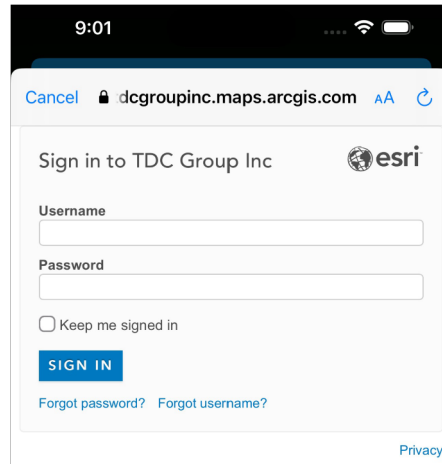 9:01
Cancel dcgroupinc.maps.arcgis.com AA
Sign in to TDC Group Inc esri
Username
Password
Keep me signed in
SIGN IN
Forgot password? Forgot username?
Privacy